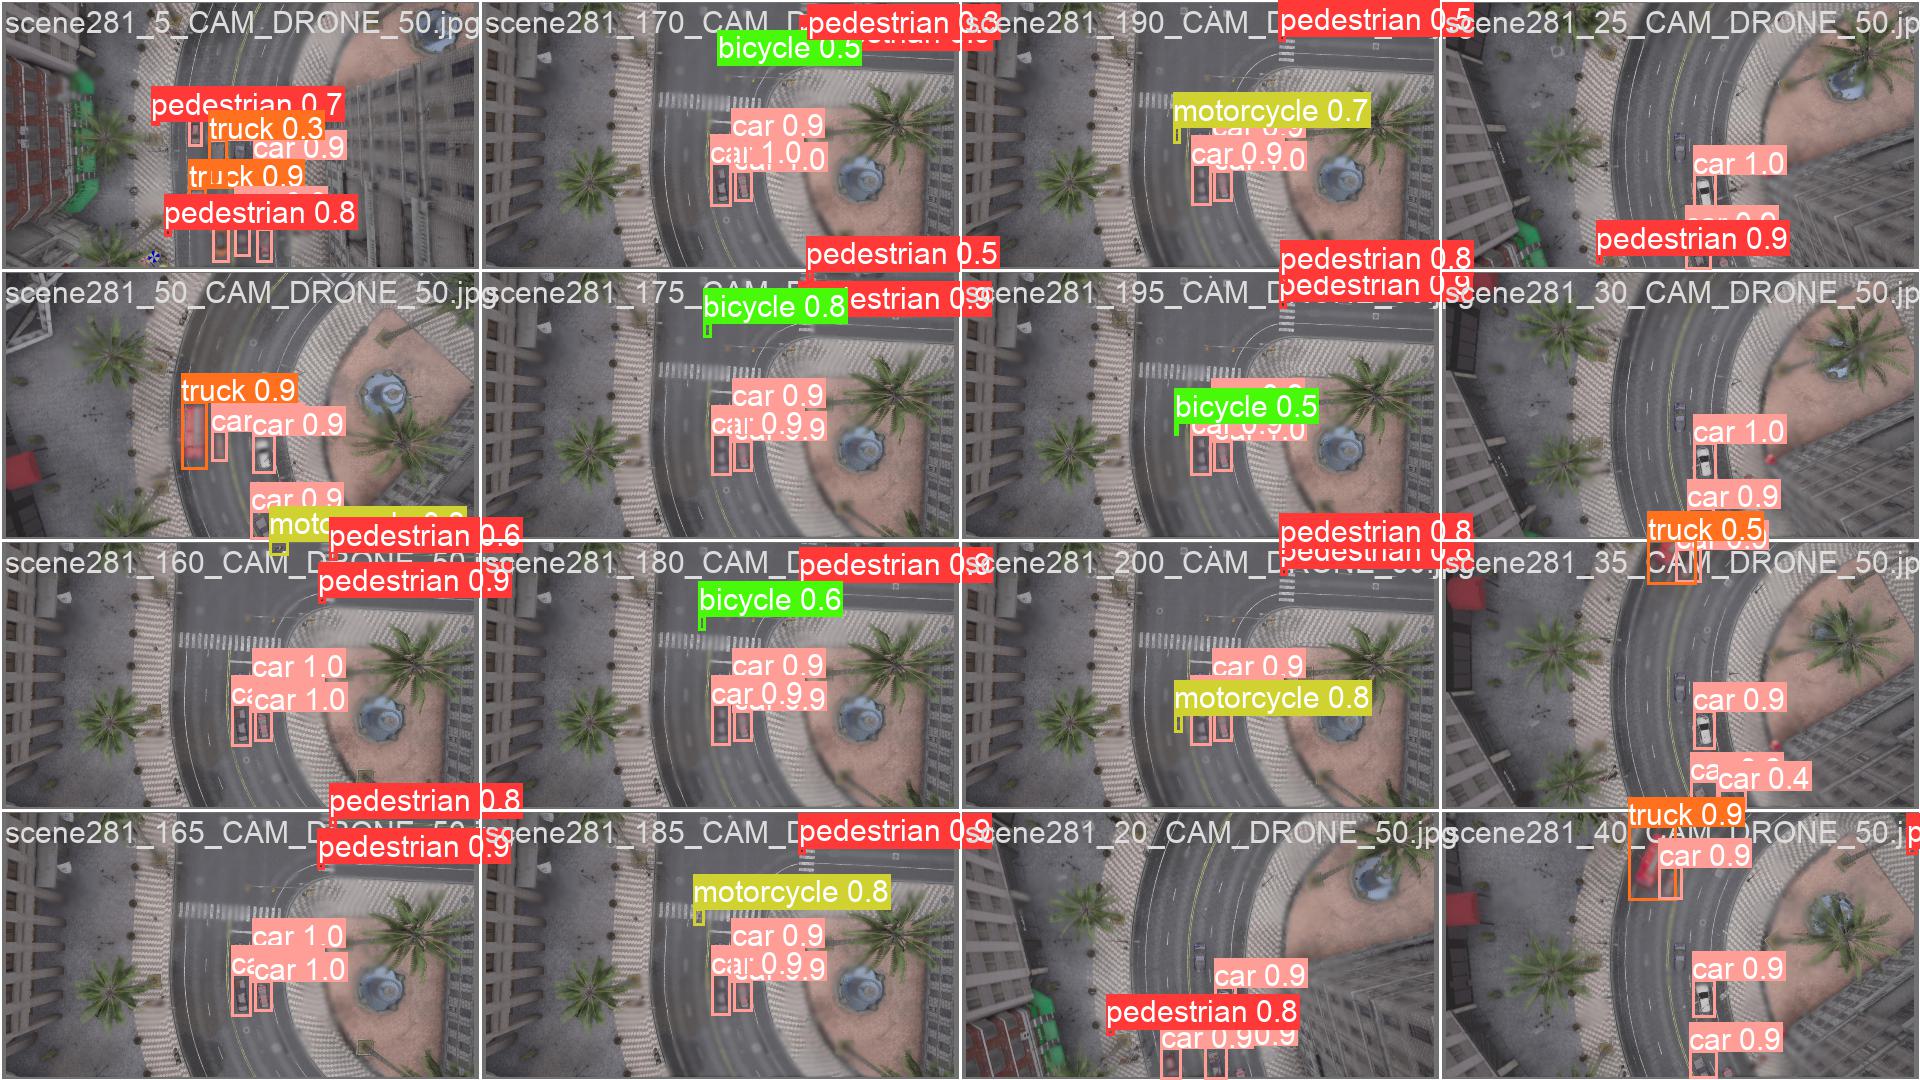 scene281_5_CAM_DRONE_50.jpg
pedestrian 0.7
truck 0.3
car 0.9
truck 0.9
pedestrian 0.8
scene281_170_CAM_D
pedestrian 0.3
bicycle 0.5
car 0.9
car 1.0
pedestrian 0.5
scene281_190_CAM_D
pedestrian 0.5
motorcycle 0.7
car 0.9
pedestrian 0.8
scene281_25_CAM_DRONE_50.jp
car 1.0
pedestrian 0.9
scene281_50_CAM_DRONE_50.jpg
truck 0.9
car
car 0.9
car 0.9
pedestrian 0.6
scene281_175_CAM_D
bicycle 0.8
car 0.9
scene281_195_CAM_D
pedestrian 0.9
bicycle 0.5
pedestrian 0.8
scene281_30_CAM_DRONE_50.jp
car 1.0
car 0.9
truck 0.5
scene281_160_CAM_DRONE_50
pedestrian 0.9
car 1.0
car 1.0
pedestrian 0.8
scene281_180_CAM_D
pedestrian 0.9
bicycle 0.6
car 0.9
car 0.9
scene281_200_CAM_DRONE_50.jpg
car 0.9
motorcycle 0.8
scene281_35_CAM_DRONE_50.jp
car 0.9
car 0.4
truck 0.9
scene281_165_CAM_DRONE_50
pedestrian 0.9
car 1.0
car 1.0
scene281_185_CAM_D
pedestrian 0.9
motorcycle 0.8
car 0.9
car 0.9
scene281_20_CAM_DRONE_50.jpg
car 0.9
pedestrian 0.8
car 0.9
scene281_40_CAM_DRONE_50.jp
car 0.9
car 0.9
car 0.9